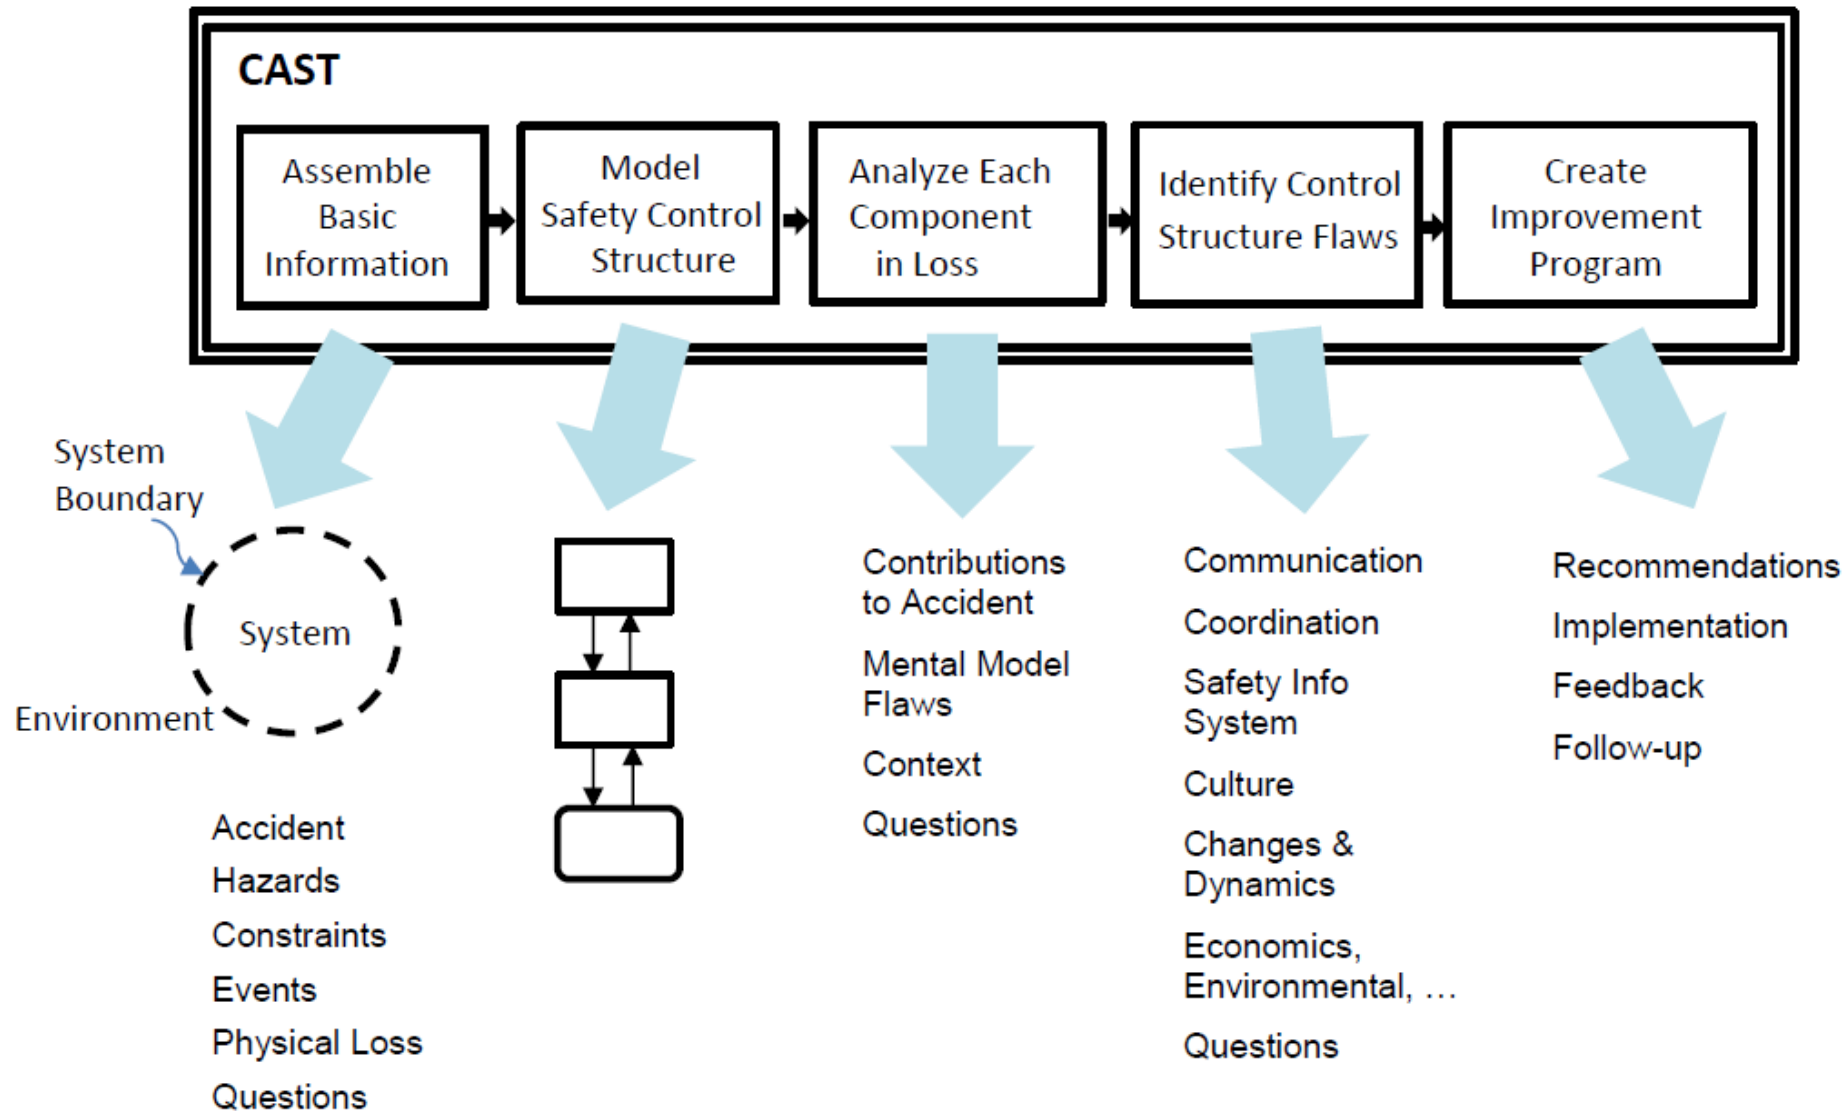 CAST
Assemble
Basic
Information
Model
Safety Control
Structure
Analyze Each
Component
in Loss
Identify Control
Structure Flaws
Create
Improvement
Program
System
Boundary
System
Environment
Accident
Hazards
Constraints
Events
Physical Loss
Questions
Contributions
to Accident
Mental Model
Flaws
Context
Questions
Communication
Coordination
Safety Info
System
Culture
Changes &
Dynamics
Economics,
Environmental, ...
Questions
Recommendations
Implementation
Feedback
Follow-up